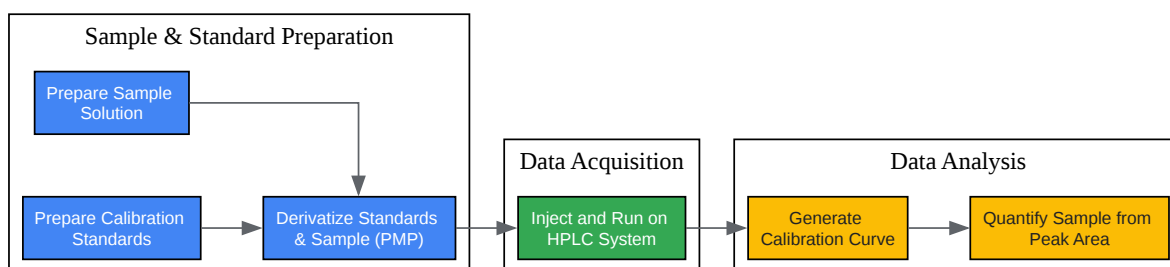 Sample & Standard Preparation
Prepare Sample
Solution
Prepare Calibration
Standards
Derivatize Standards
& Sample (PMP)
Data Acquisition
Inject and Run on
HPLC System
Data Analysis
Generate
Calibration Curve
Quantify Sample from
Peak Area